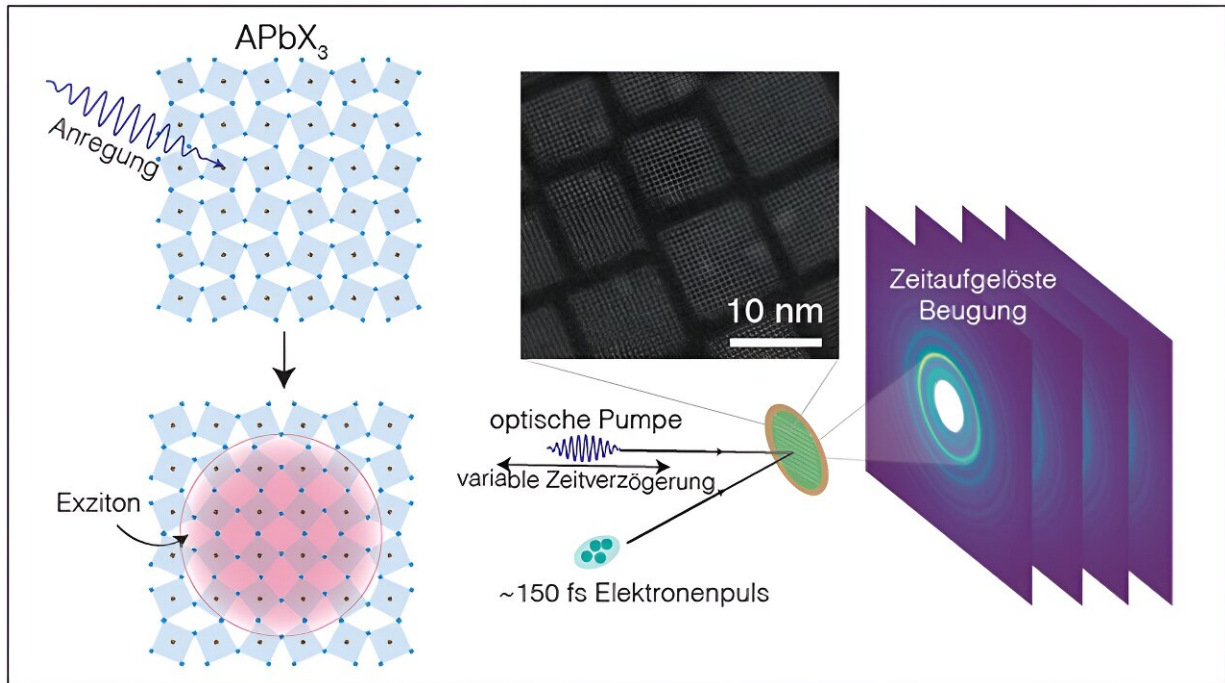 APbX₃
Anregung
Exziton
10 nm
optische Pumpe
variable Zeitverzögerung
~150 fs Elektronenpuls
Zeitaufgelöste
Beugung